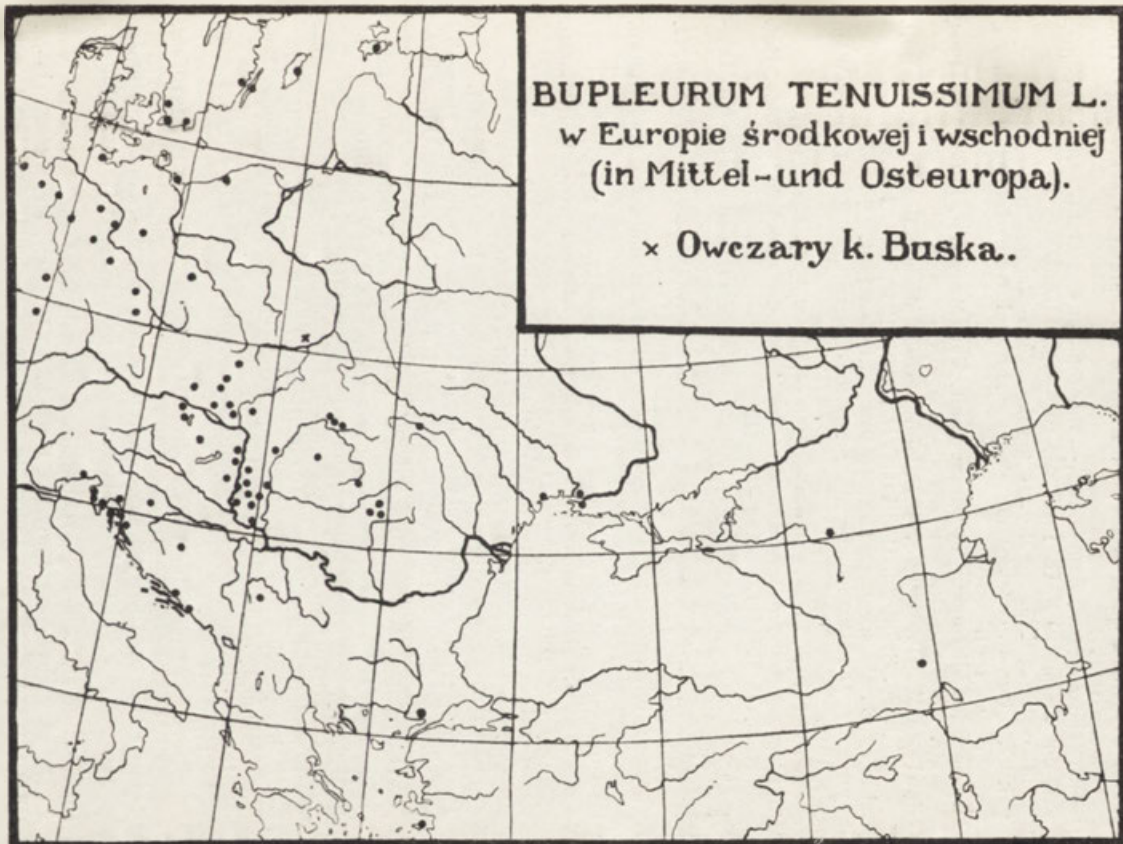 BUPLEURUM TENUISSIMUM L.
w Europie środkowej i wschodniej
(in Mittel-und Osteuropa).
× Owczary k. Buska..